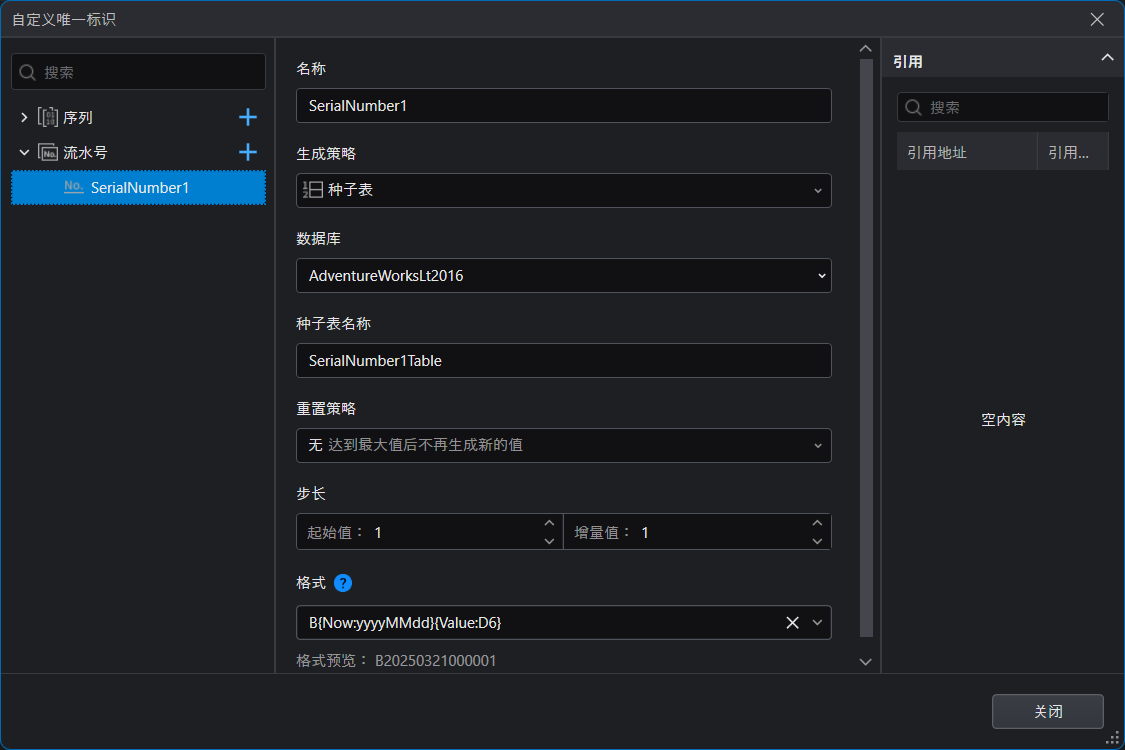 自定义唯一标识
搜索
序列
流水号
No. SerialNumber1
名称
SerialNumber1
生成策略
种子表
数据库
AdventureWorksLt2016
种子表名称
SerialNumber1Table
重置策略
无 达到最大值后不再生成新的值
步长
起始值： 1 增量值： 1
格式 ?
B{Now:yyyyMMdd}{Value:D6}
格式预览： B20250321000001
引用
搜索
引用地址 引用...
空内容
关闭